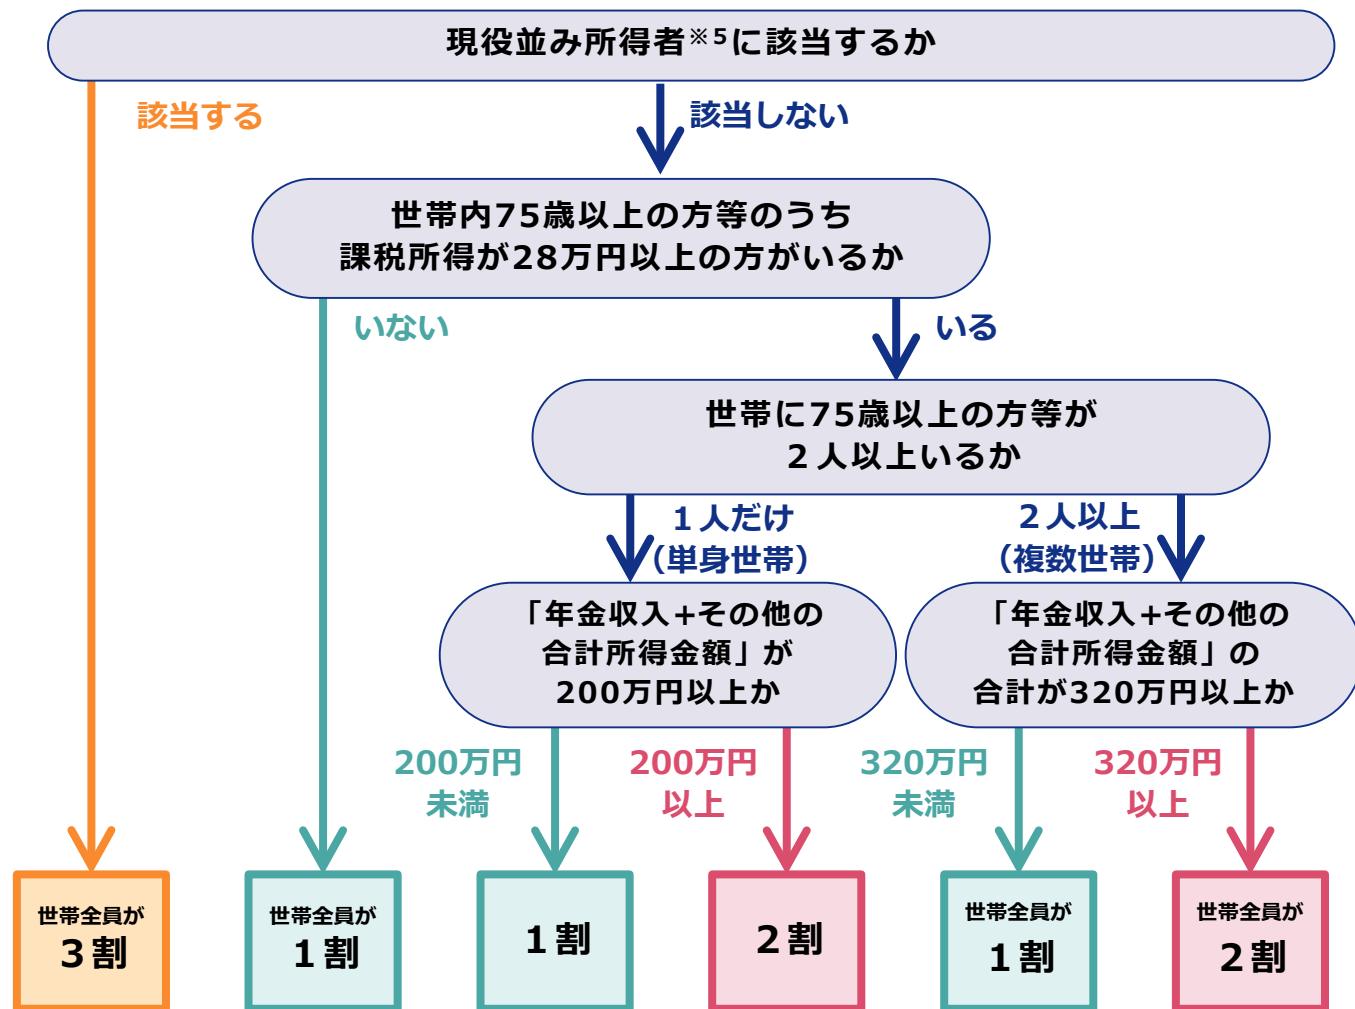 現役並み所得者※5に該当するか
該当する
該当しない
世帯内75歳以上の方等のうち
課税所得が28万円以上の方がいるか
いない
いる
世帯に75歳以上の方等が
２人以上いるか
１人だけ
（単身世帯）
２人以上
（複数世帯）
「年金収入+その他の
合計所得金額」が
200万円以上か
「年金収入+その他の
合計所得金額」の
合計が320万円以上か
200万円
未満
200万円
以上
320万円
未満
320万円
以上
世帯全員が
３割
世帯全員が
１割
１割
２割
世帯全員が
１割
世帯全員が
２割